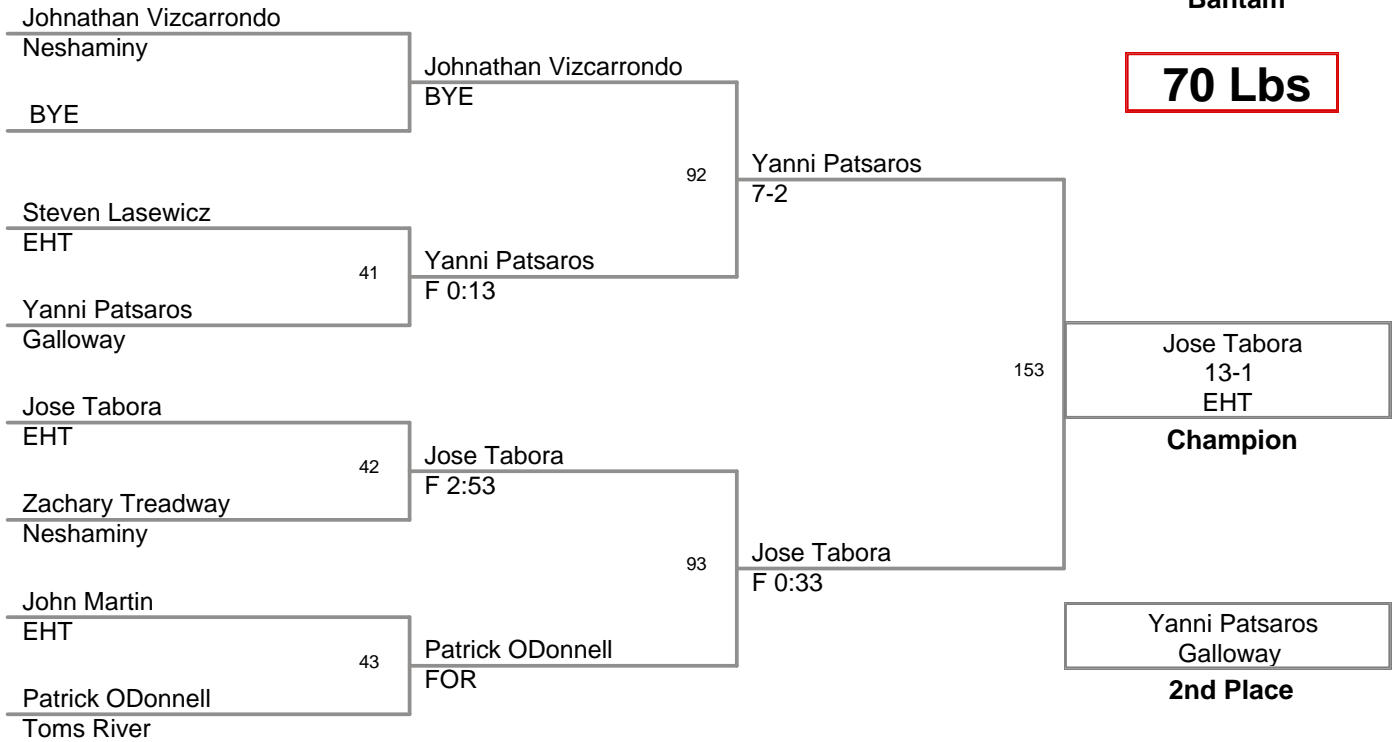 Bantam
70 Lbs
Johnathan Vizcarrondo
Neshaminy
BYE
Steven Lasewicz
EHT
41
Yanni Patsaros
Galloway
Jose Tabora
EHT
42
Zachary Treadway
Neshaminy
John Martin
EHT
43
Patrick ODonnell
Toms River
Johnathan Vizcarrondo
BYE
92
Yanni Patsaros
F 0:13
Jose Tabora
F 2:53
93
Patrick ODonnell
FOR
Yanni Patsaros
7-2
153
Jose Tabora
F 0:33
Jose Tabora
13-1
EHT
Champion
Yanni Patsaros
Galloway
2nd Place